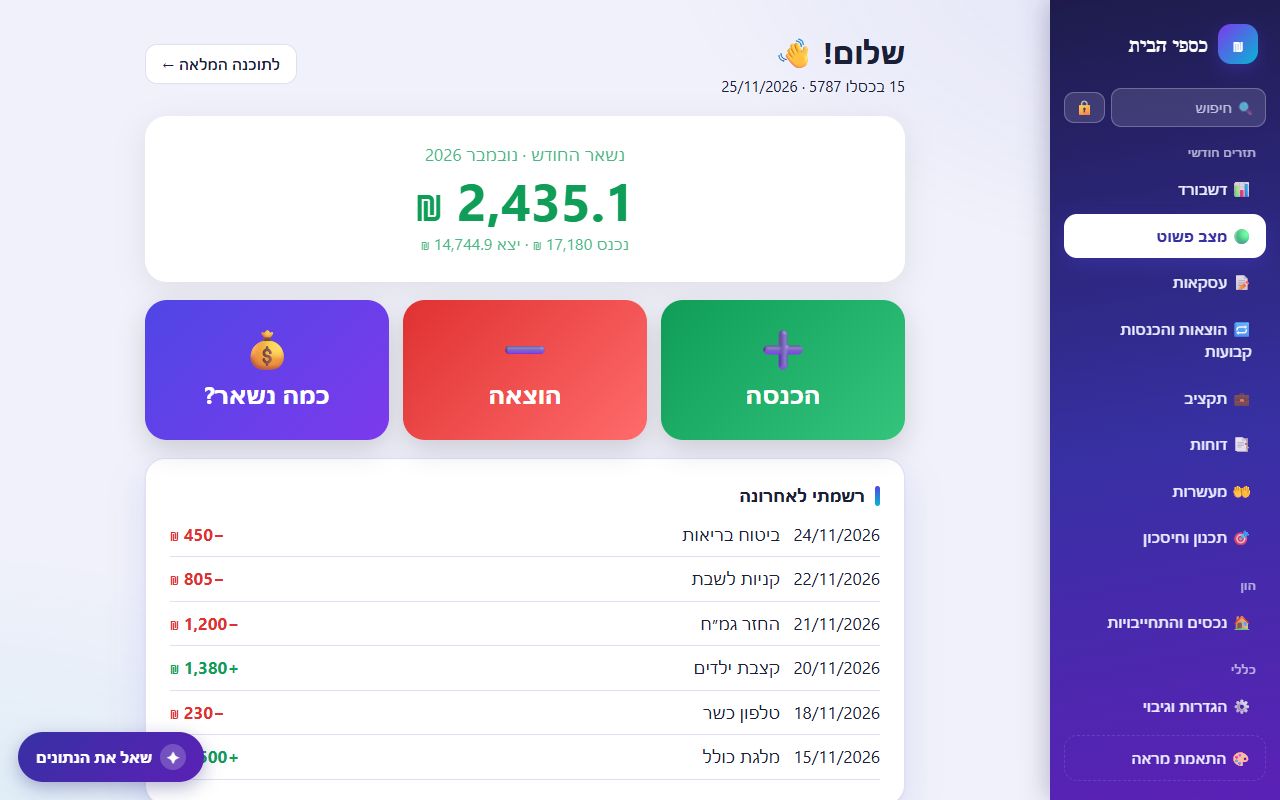 כספי הבית
חיפוש
תזרים חודשי
דשבורד
מצב פשוט
עסקאות
הוצאות והכנסות
קבועות
תקציב
דוחות
מעשרות
תכנון וחיסכון
הון
נכסים והתחייבויות
כללי
הגדרות וגיבוי
התאמת מראה
שלום!
15 בכסלו 5787 · 25/11/2026
לתוכנה המלאה ←
נשאר החודש · נובמבר 2026
2,435.1 ₪
נכנס 17,180 ₪ · יצא 14,744.9 ₪
הכנסה
הוצאה
כמה נשאר?
רשמתי לאחרונה
24/11/2026 ביטוח בריאות −450 ₪
22/11/2026 קניות לשבת −805 ₪
21/11/2026 החזר גמ״ח −1,200 ₪
20/11/2026 קצבת ילדים +1,380 ₪
18/11/2026 טלפון כשר −230 ₪
15/11/2026 מלגת כולל
שאל את הנתונים